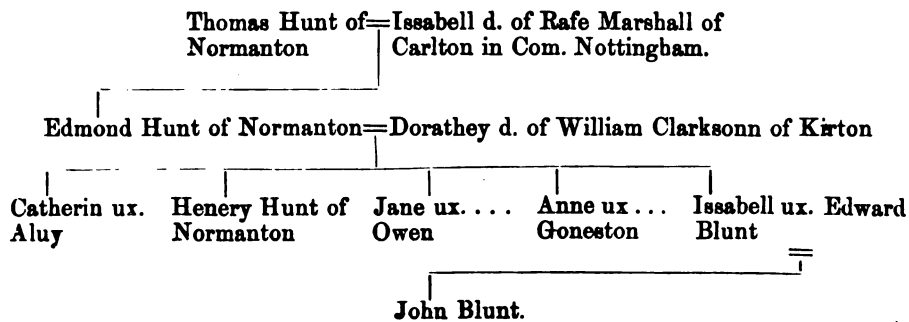 Thomas Hunt of=Issabell d. of Rafe Marshall of
Normanton Carlton in Com. Nottingham.
Edmond Hunt of Normanton=Dorathey d. of William Clarksonn of Kirton
Catherin ux. Henery Hunt of Jane ux. . . . Anne ux . . . Issabell ux. Edward
Aluy Normanton Owen Goneston Blunt
=
John Blunt.